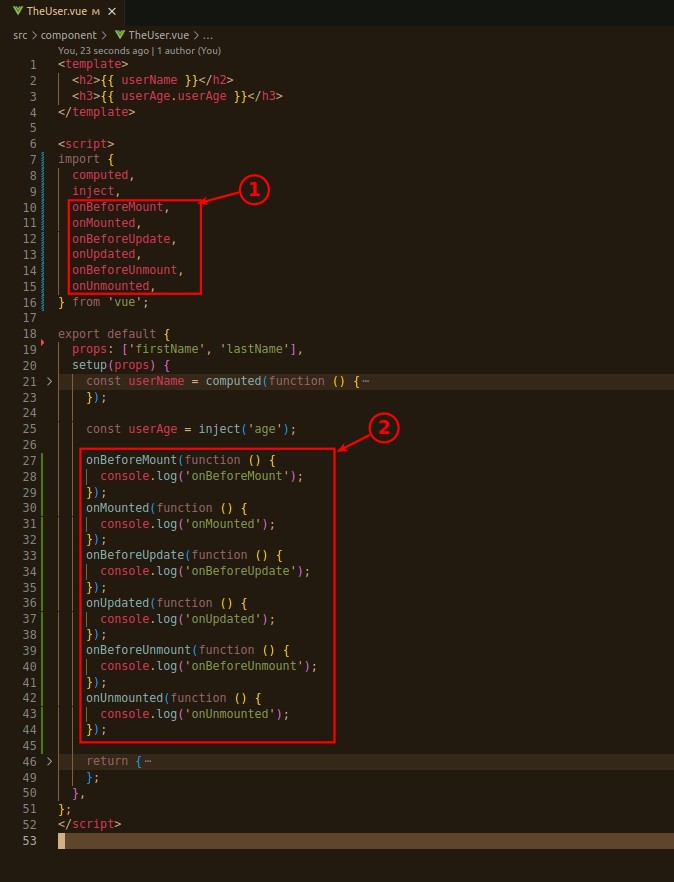 TheUser.vue M ×
src > component > TheUser.vue > ...
You, 23 seconds ago | 1 author (You)
1 <template>
2 <h2>{{ userName }}</h2>
3 <h3>{{ userAge.userAge }}</h3>
4 </template>
5
6 <script>
7 import {
8 computed,
9 inject,
1
10 onBeforeMount,
11 onMounted,
12 onBeforeUpdate,
13 onUpdated,
14 onBeforeUnmount,
15 onUnmounted,
16 } from 'vue';
17
18 export default {
19 props: ['firstName', 'lastName'],
20 setup(props) {
21 > const userName = computed(function () {⋯
23 });
24
25 const userAge = inject('age');
2
26
27 onBeforeMount(function () {
28 console.log('onBeforeMount');
29 });
30 onMounted(function () {
31 console.log('onMounted');
32 });
33 onBeforeUpdate(function () {
34 console.log('onBeforeUpdate');
35 });
36 onUpdated(function () {
37 console.log('onUpdated');
38 });
39 onBeforeUnmount(function () {
40 console.log('onBeforeUnmount');
41 });
42 onUnmounted(function () {
43 console.log('onUnmounted');
44 });
45
46 > return {⋯
49 };
50 },
51 };
52 </script>
53